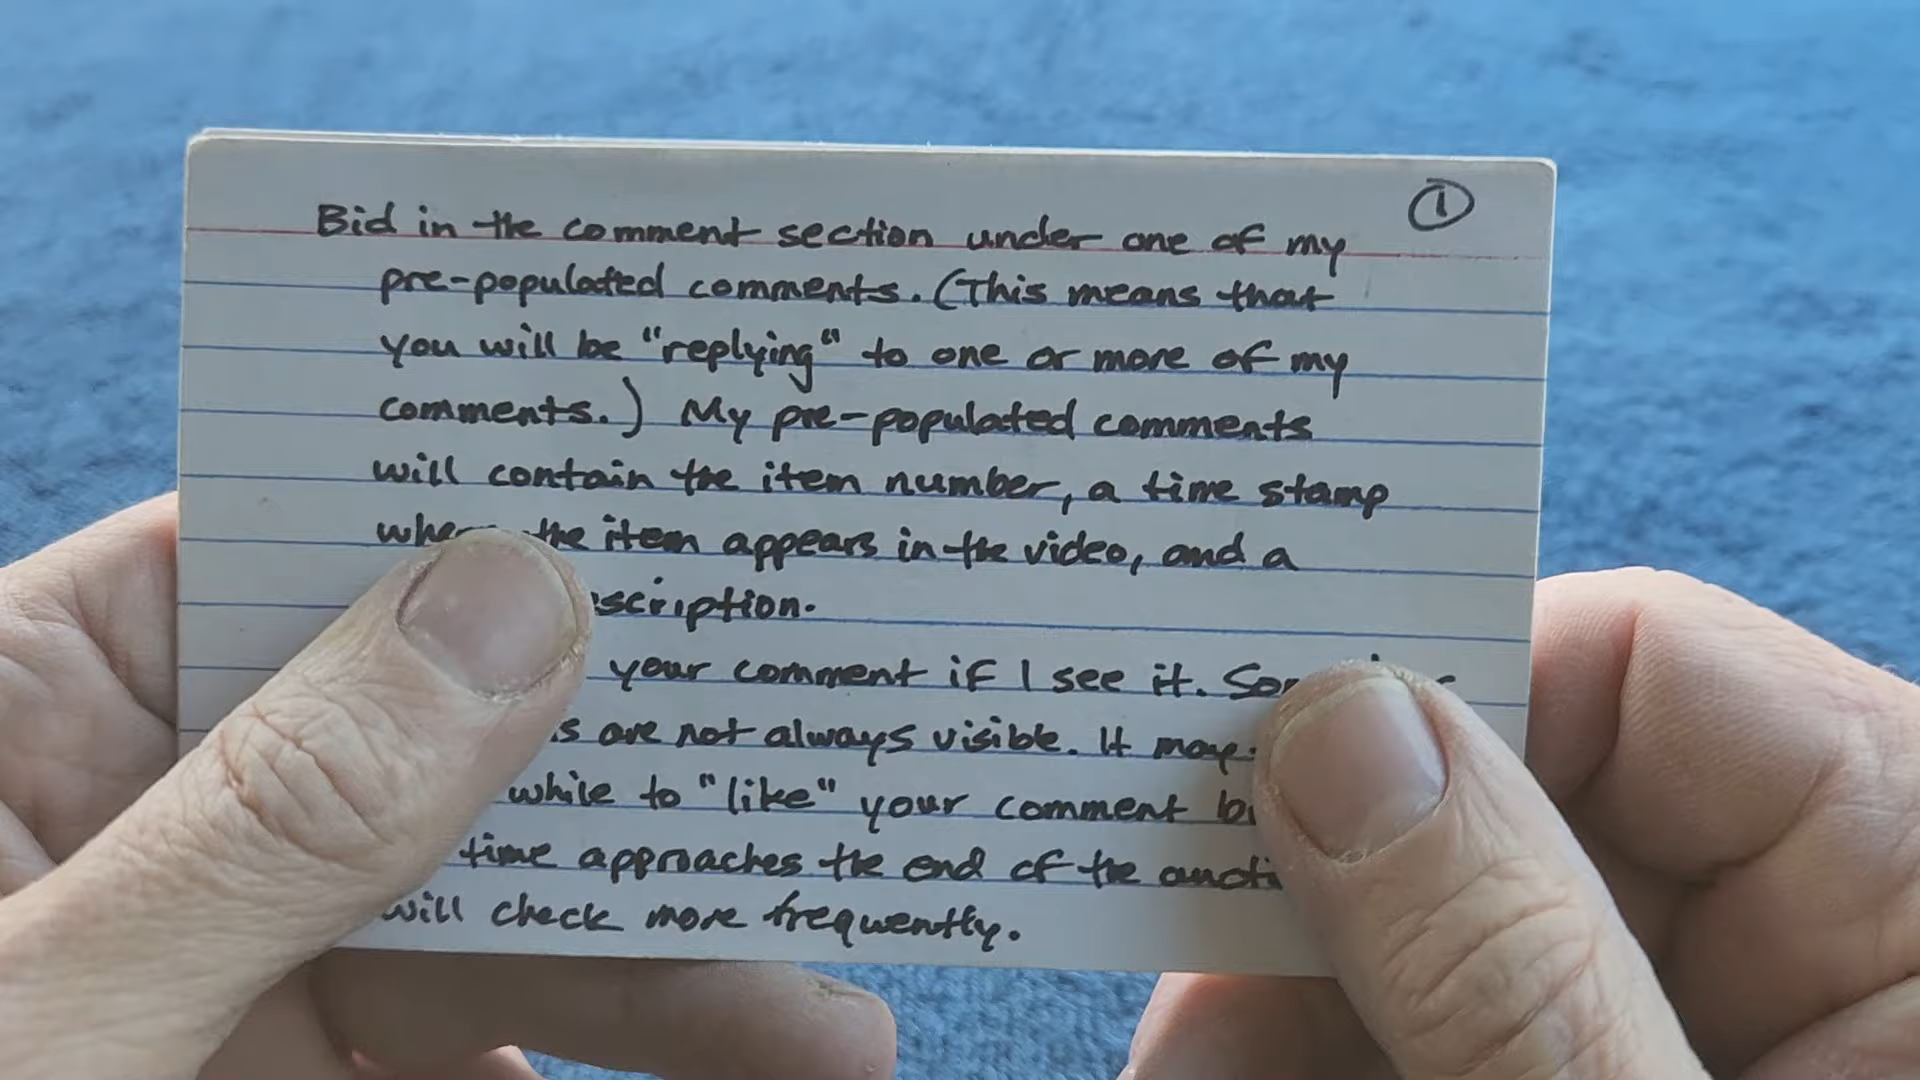 ①
Bid in the comment section under one of my
pre-populated comments. (This means that
you will be "replying" to one or more of my
comments.) My pre-populated comments
will contain the item number, a time stamp
the item appears in the video, and a
your comment if I see it.
are not always visible. It may
while to "like" your comment
time approaches the end of the
will check more frequently.